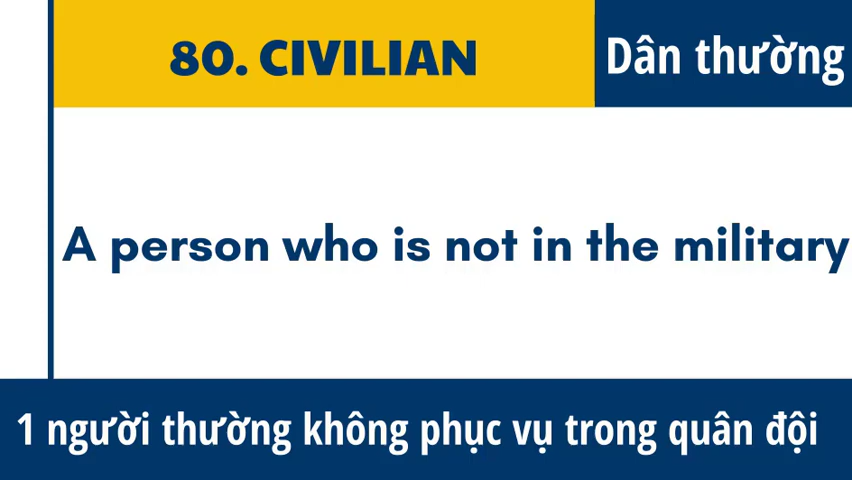 80. CIVILIAN
Dân thường
A person who is not in the military
1 người thường không phục vụ trong quân đội